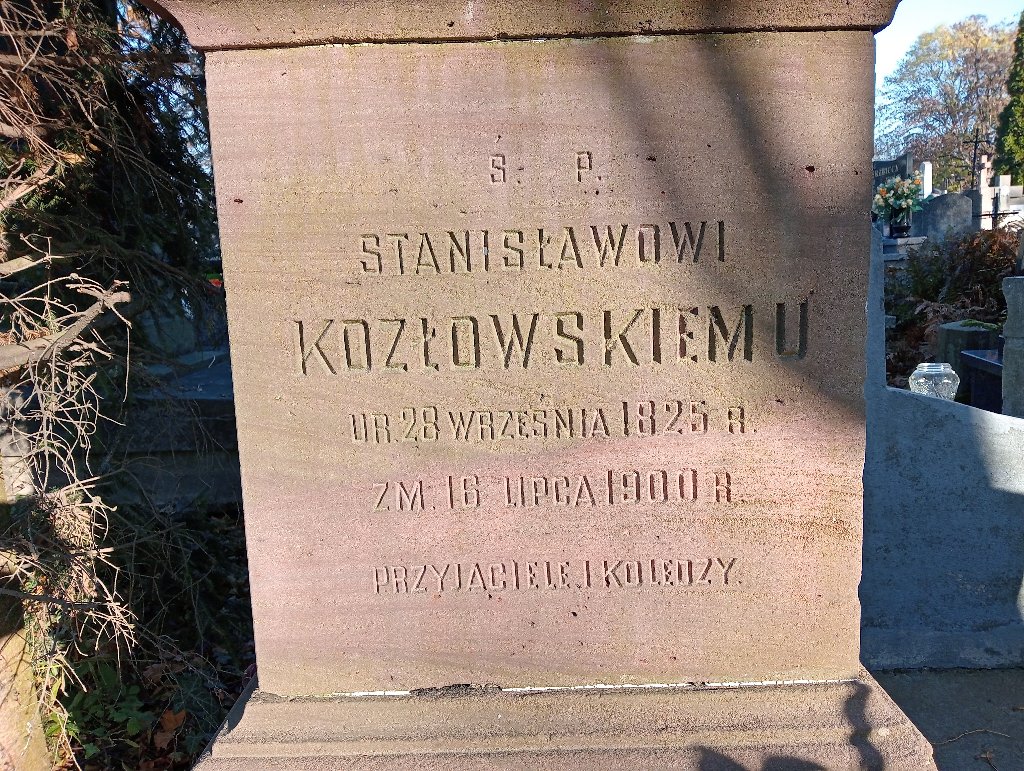 Ś. P.
STANISŁAWOWI
KOZŁOWSKIEMU
UR. 28 WRZEŚNIA 1825 R.
ZM. 16 LIPCA 1900 R
PRZYJACIELE. I KOLEDZY.